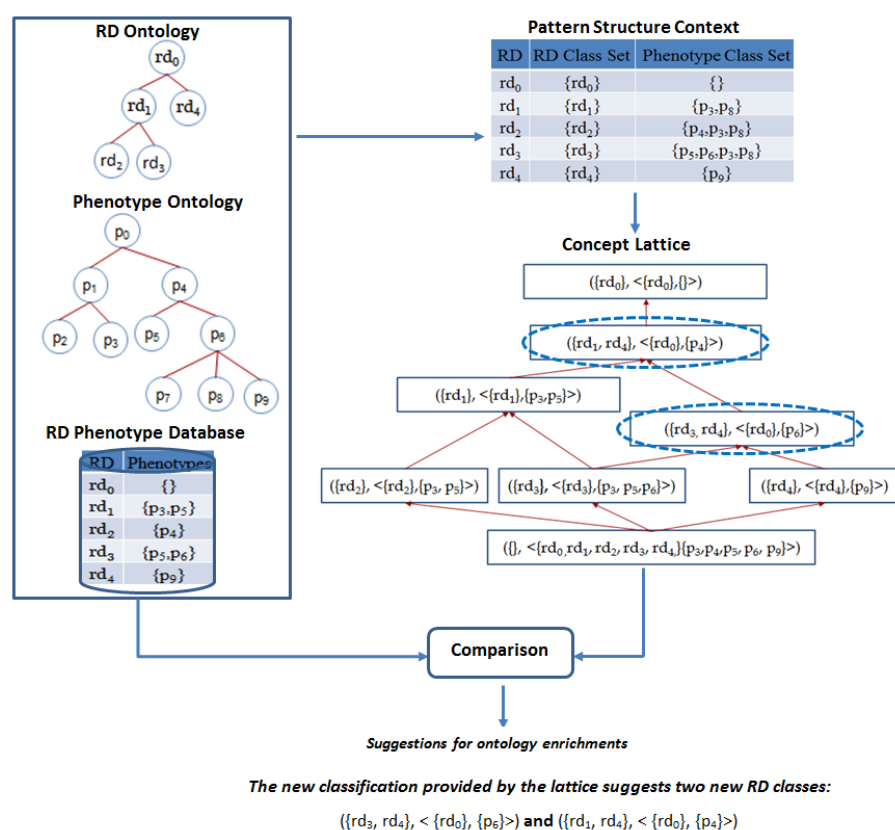 RD Ontology
rd₀
rd₁
rd₄
rd₂
rd₃
Phenotype Ontology
p₀
p₁
p₄
p₂
p₃
p₅
p₆
p₇
p₈
p₉
RD Phenotype Database
RD Phenotypes
rd₀ {}
rd₁ {p₃,p₅}
rd₂ {p₄}
rd₃ {p₅,p₆}
rd₄ {p₉}
Pattern Structure Context
RD RD Class Set Phenotype Class Set
rd₀ {rd₀} {}
rd₁ {rd₁} {p₃,p₈}
rd₂ {rd₂} {p₄,p₃,p₈}
rd₃ {rd₃} {p₅,p₆,p₃,p₈}
rd₄ {rd₄} {p₉}
Concept Lattice
({rd₀}, <{rd₀},{}>)
({rd₁, rd₄}, <{rd₀},{p₄}>)
({rd₁}, <{rd₁},{p₃,p₅}>)
({rd₃, rd₄}, <{rd₀},{p₆}>)
({rd₂}, <{rd₂},{p₃, p₅}>)
({rd₃}, <{rd₃},{p₃, p₅,p₆}>)
({rd₄}, <{rd₄},{p₉}>)
({}, <{rd₀,rd₁, rd₂, rd₃, rd₄,}{p₃,p₄,p₅, p₆, p₉}>)
Comparison
Suggestions for ontology enrichments
The new classification provided by the lattice suggests two new RD classes:
({rd₃, rd₄}, < {rd₀}, {p₆}>) and ({rd₁, rd₄}, < {rd₀}, {p₄}>)